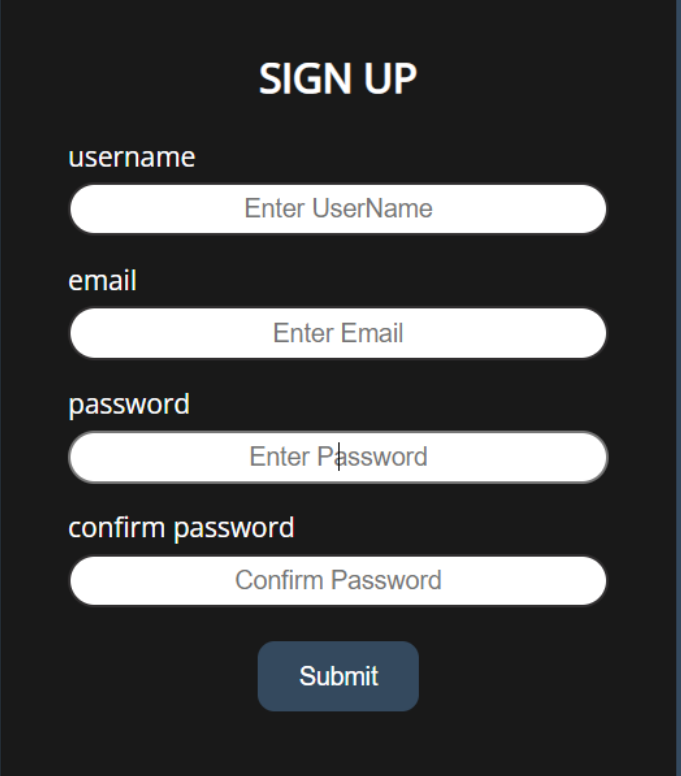 SIGN UP
username
Enter UserName
email
Enter Email
password
Enter Password
confirm password
Confirm Password
Submit